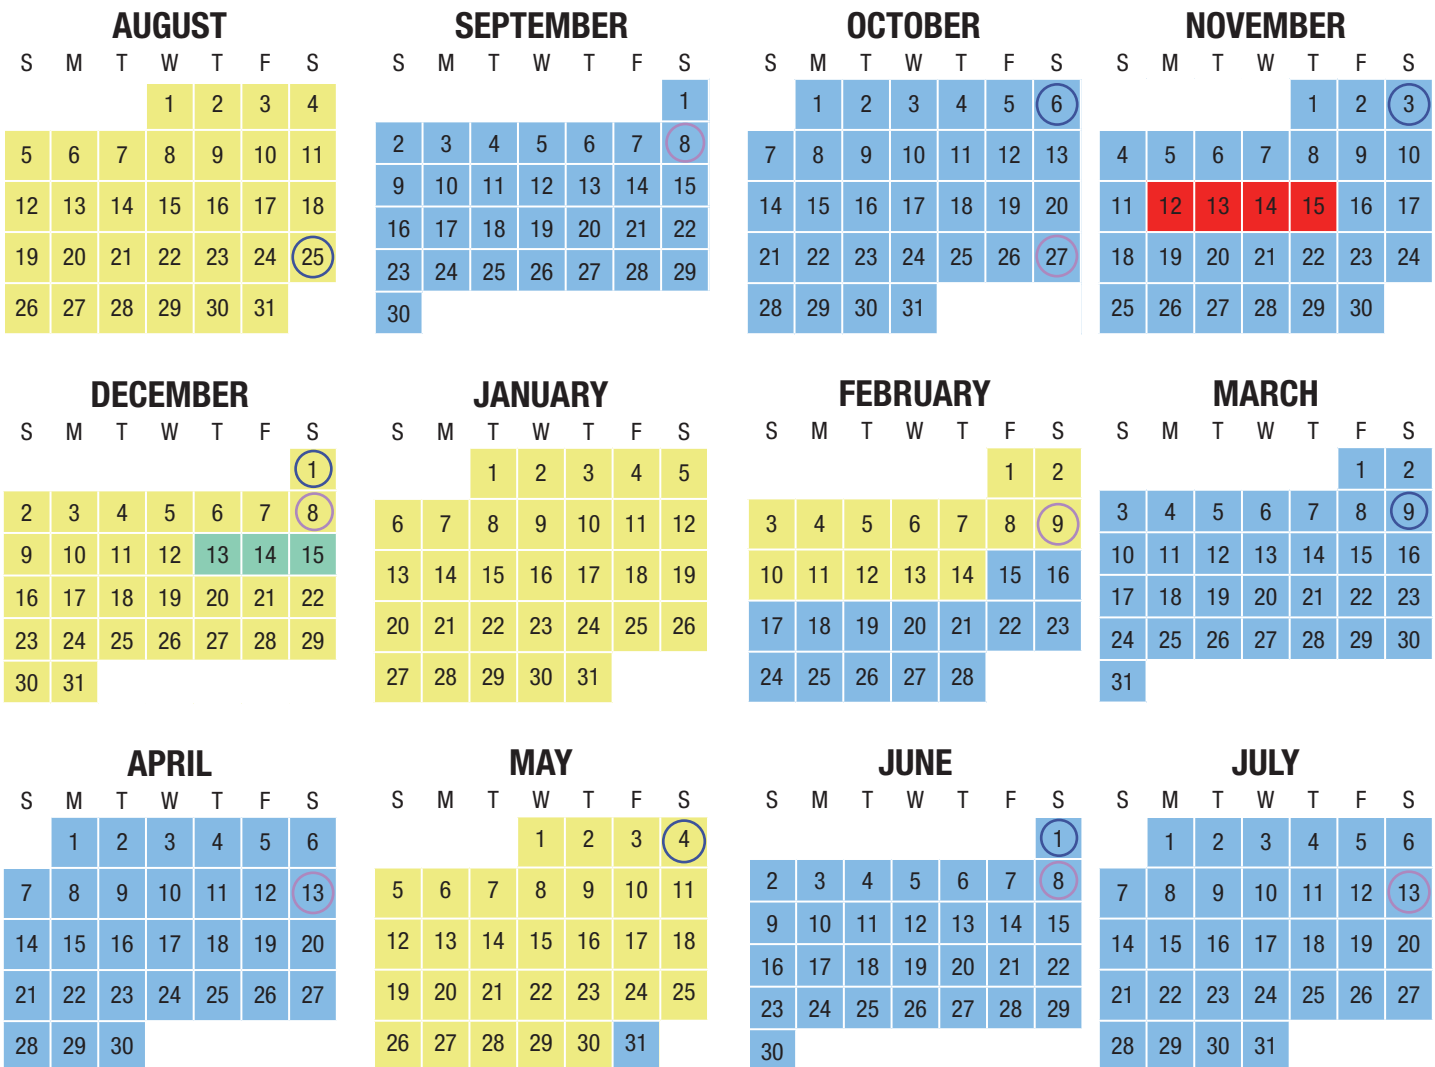 AUGUST
S M T W T F S
1 2 3 4
5 6 7 8 9 10 11
12 13 14 15 16 17 18
19 20 21 22 23 24 25
26 27 28 29 30 31
SEPTEMBER
S M T W T F S
1
2 3 4 5 6 7 8
9 10 11 12 13 14 15
16 17 18 19 20 21 22
23 24 25 26 27 28 29
30
OCTOBER
S M T W T F S
1 2 3 4 5 6
7 8 9 10 11 12 13
14 15 16 17 18 19 20
21 22 23 24 25 26 27
28 29 30 31
NOVEMBER
S M T W T F S
1 2 3
4 5 6 7 8 9 10
11 12 13 14 15 16 17
18 19 20 21 22 23 24
25 26 27 28 29 30
DECEMBER
S M T W T F S
1
2 3 4 5 6 7 8
9 10 11 12 13 14 15
16 17 18 19 20 21 22
23 24 25 26 27 28 29
30 31
JANUARY
S M T W T F S
1 2 3 4 5
6 7 8 9 10 11 12
13 14 15 16 17 18 19
20 21 22 23 24 25 26
27 28 29 30 31
FEBRUARY
S M T W T F S
1 2
3 4 5 6 7 8 9
10 11 12 13 14 15 16
17 18 19 20 21 22 23
24 25 26 27 28
MARCH
S M T W T F S
1 2
3 4 5 6 7 8 9
10 11 12 13 14 15 16
17 18 19 20 21 22 23
24 25 26 27 28 29 30
31
APRIL
S M T W T F S
1 2 3 4 5 6
7 8 9 10 11 12 13
14 15 16 17 18 19 20
21 22 23 24 25 26 27
28 29 30
MAY
S M T W T F S
1 2 3 4
5 6 7 8 9 10 11
12 13 14 15 16 17 18
19 20 21 22 23 24 25
26 27 28 29 30 31
JUNE
S M T W T F S
1
2 3 4 5 6 7 8
9 10 11 12 13 14 15
16 17 18 19 20 21 22
23 24 25 26 27 28 29
30
JULY
S M T W T F S
1 2 3 4 5 6
7 8 9 10 11 12 13
14 15 16 17 18 19 20
21 22 23 24 25 26 27
28 29 30 31